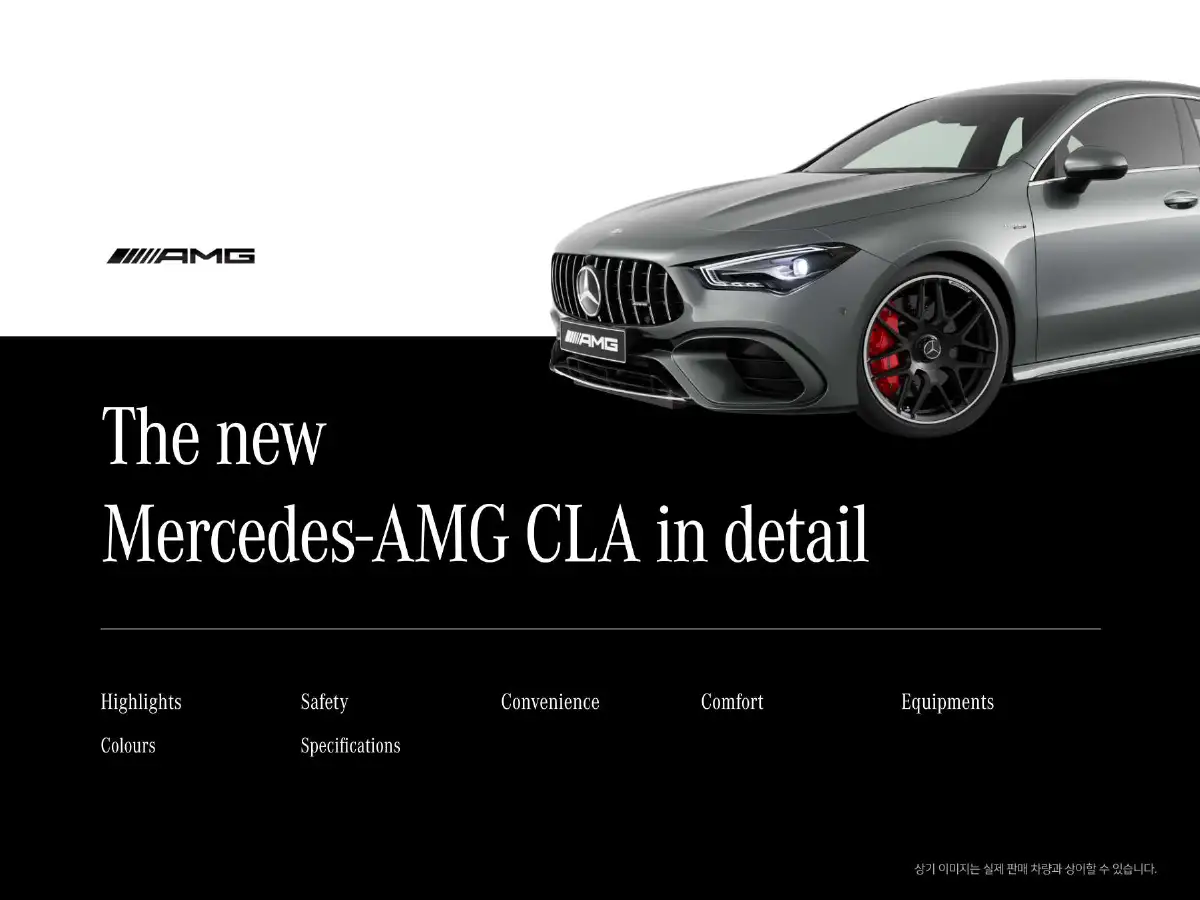 AMG
AMG
The new
Mercedes-AMG CLA in detail
Highlights Safety Convenience Comfort Equipments
Colours Specifications
상기 이미지는 실제 판매 차량과 상이할 수 있습니다.